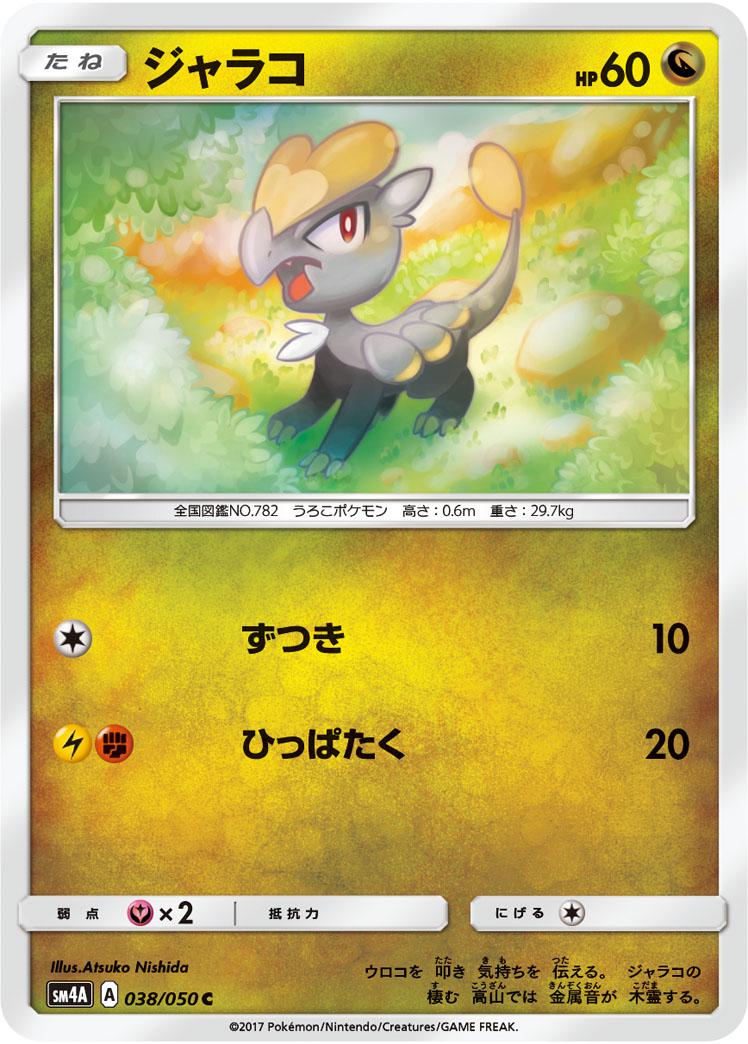 たね ジャラコ HP60
全国図鑑NO.782 うろこポケモン 高さ：0.6m 重さ：29.7kg
ずつき 10
ひっぱたく 20
弱点 ×2 抵抗力 にげる
Illus.Atsuko Nishida
SM4A A 038/050 C
ウロコを 叩き 気持ちを 伝える。 ジャラコの
棲む 高山では 金属音が 木霊する。
©2017 Pokémon/Nintendo/Creatures/GAME FREAK.